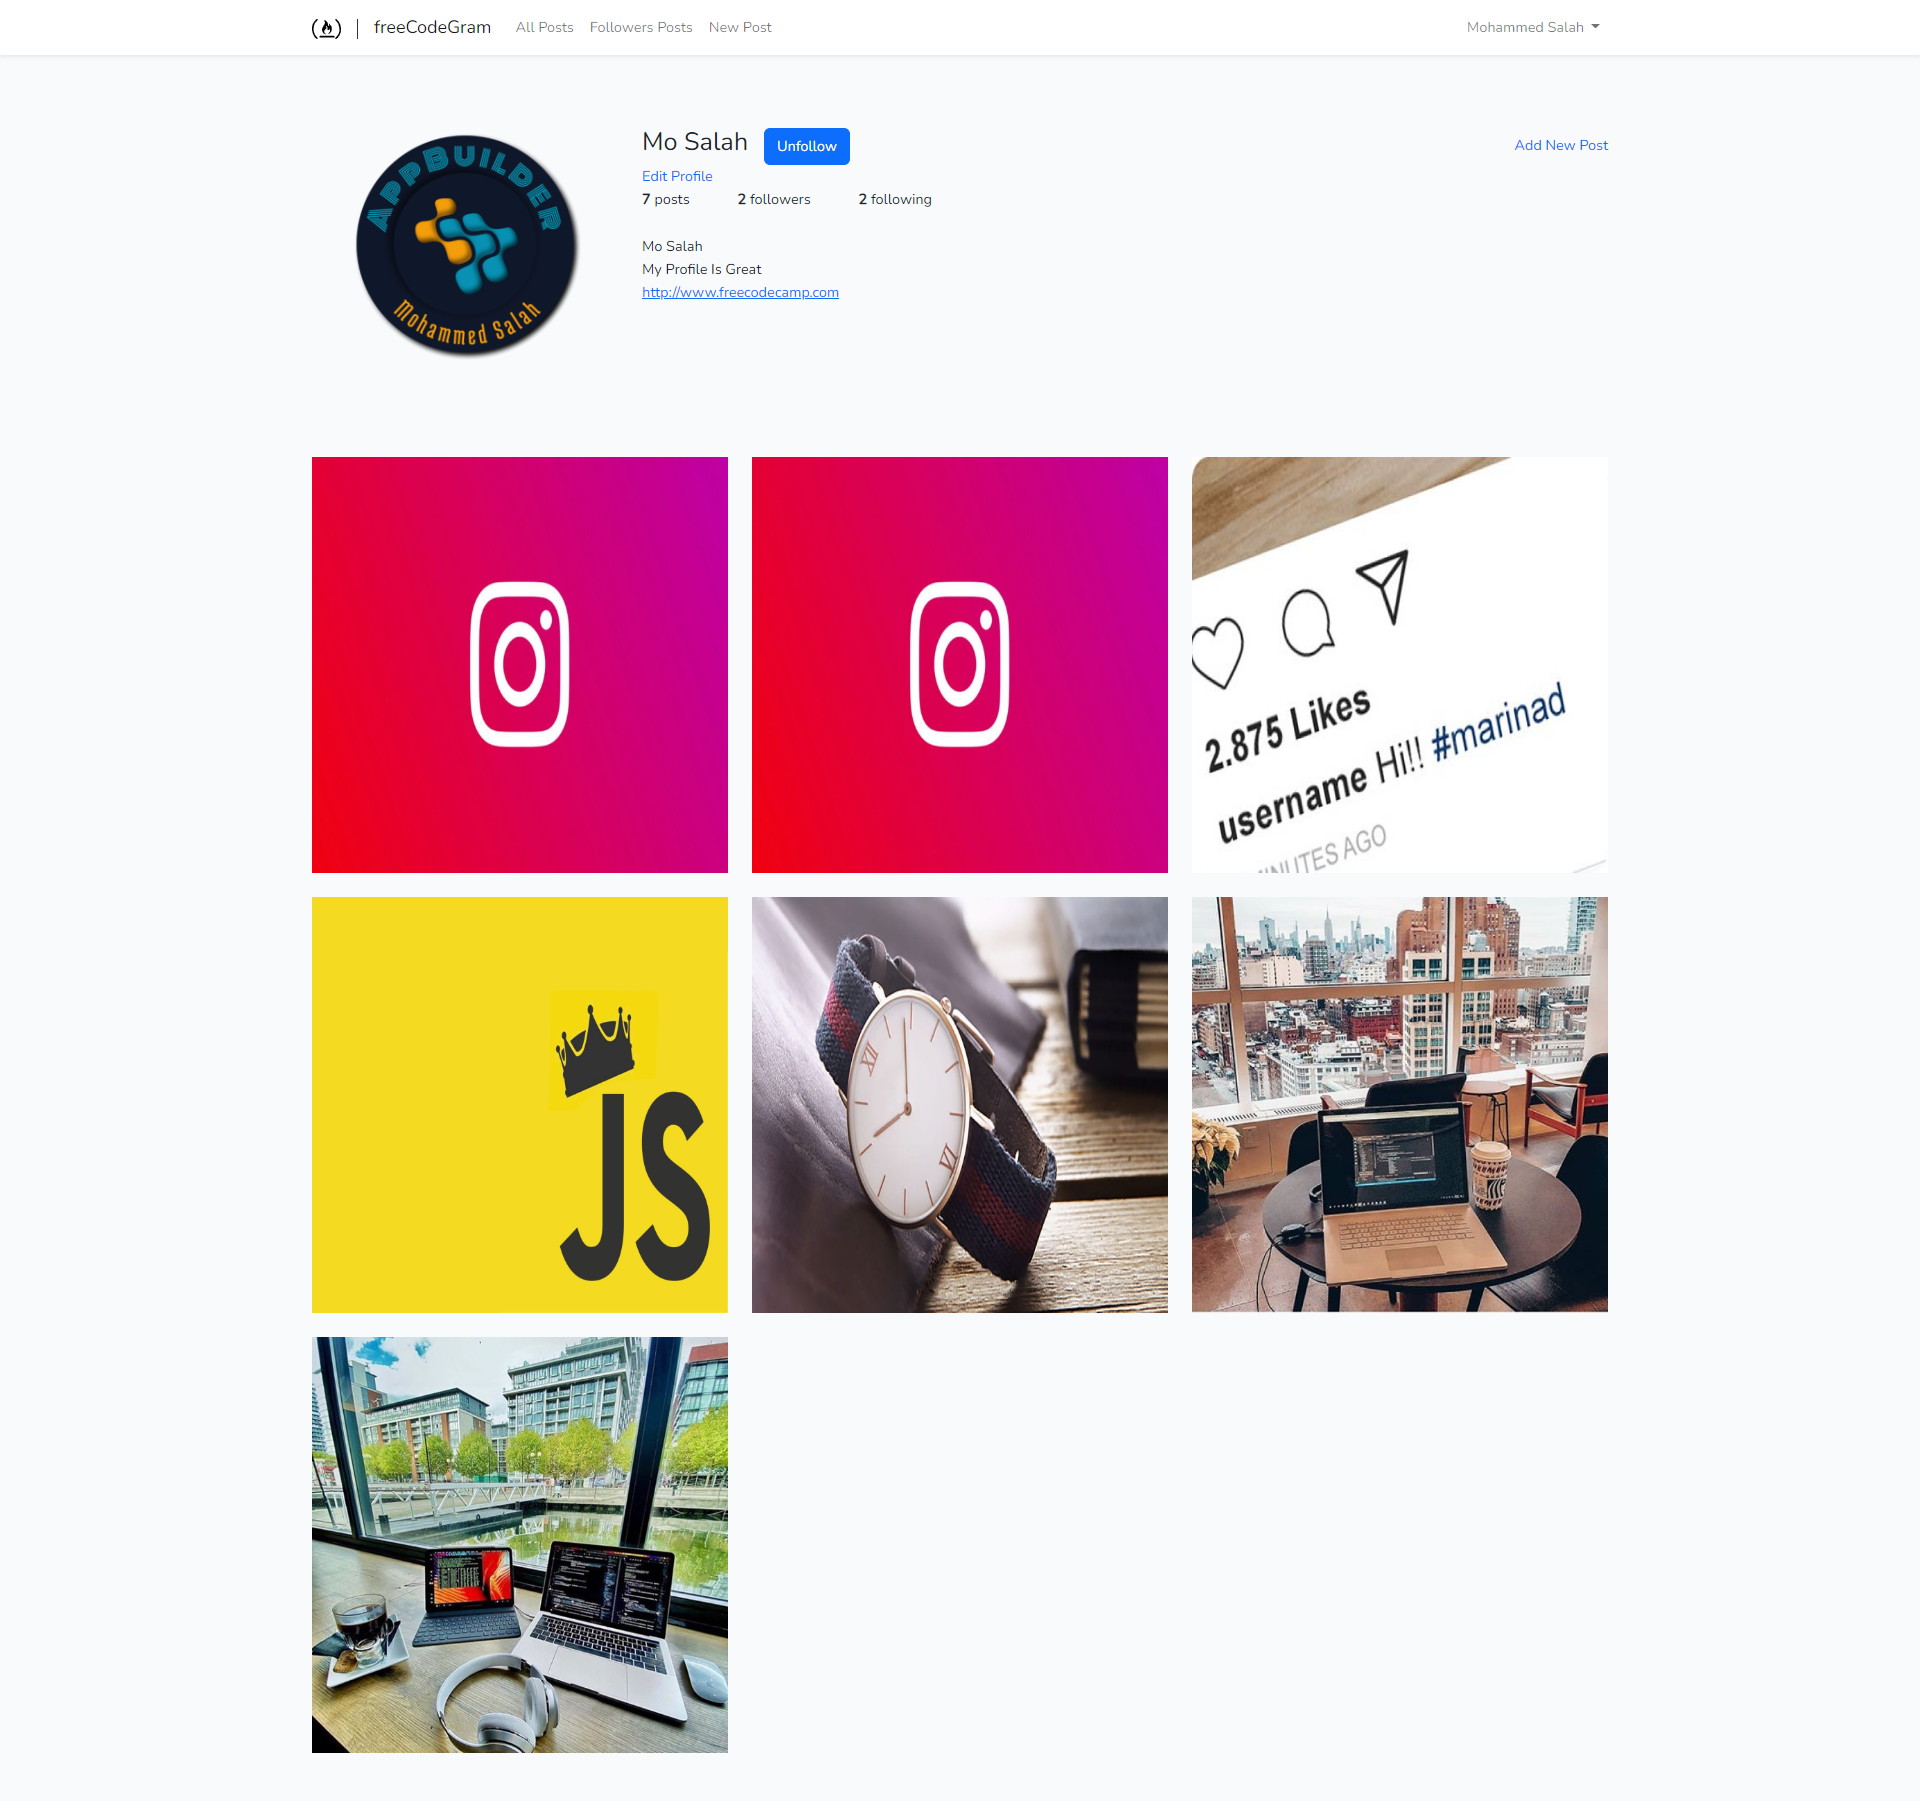 freeCodeGram All Posts Followers Posts New Post Mohammed Salah
APPBUILDER
Mohammed Salah
Mo Salah Unfollow Add New Post
Edit Profile
7 posts 2 followers 2 following
Mo Salah
My Profile Is Great
http://www.freecodecamp.com
2.875 Likes
username Hi!! #marinad
INUTES AGO
JS
XII
VI